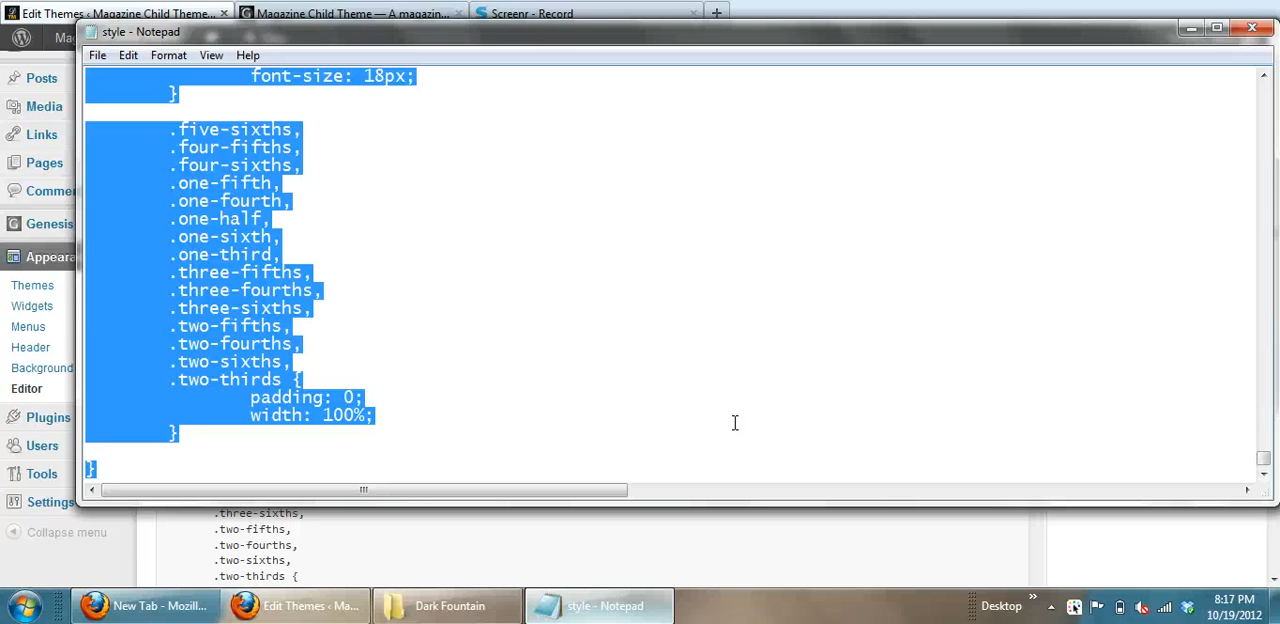 Edit Themes ‹ Magazine Child Theme... × Magazine Child Theme — A magazin... × Screenr - Record × +
Ma
style - Notepad
File Edit Format View Help
Posts
Media
Links
Pages
Comme
Genesis
Appeara
Themes
Widgets
Menus
Header
Background
Editor
Plugins
Users
Tools
Settings
Collapse menu
font-size: 18px;
}
.five-sixths,
.four-fifths,
.four-sixths,
.one-fifth,
.one-fourth,
.one-half,
.one-sixth,
.one-third,
.three-fifths,
.three-fourths,
.three-sixths,
.two-fifths,
.two-fourths,
.two-sixths,
.two-thirds {
padding: 0;
width: 100%;
}
}
.three-sixths,
.two-fifths,
.two-fourths,
.two-sixths,
.two-thirds {
New Tab - Mozill... Edit Themes ‹ Ma... Dark Fountain style - Notepad Desktop » 8:17 PM
10/19/2012